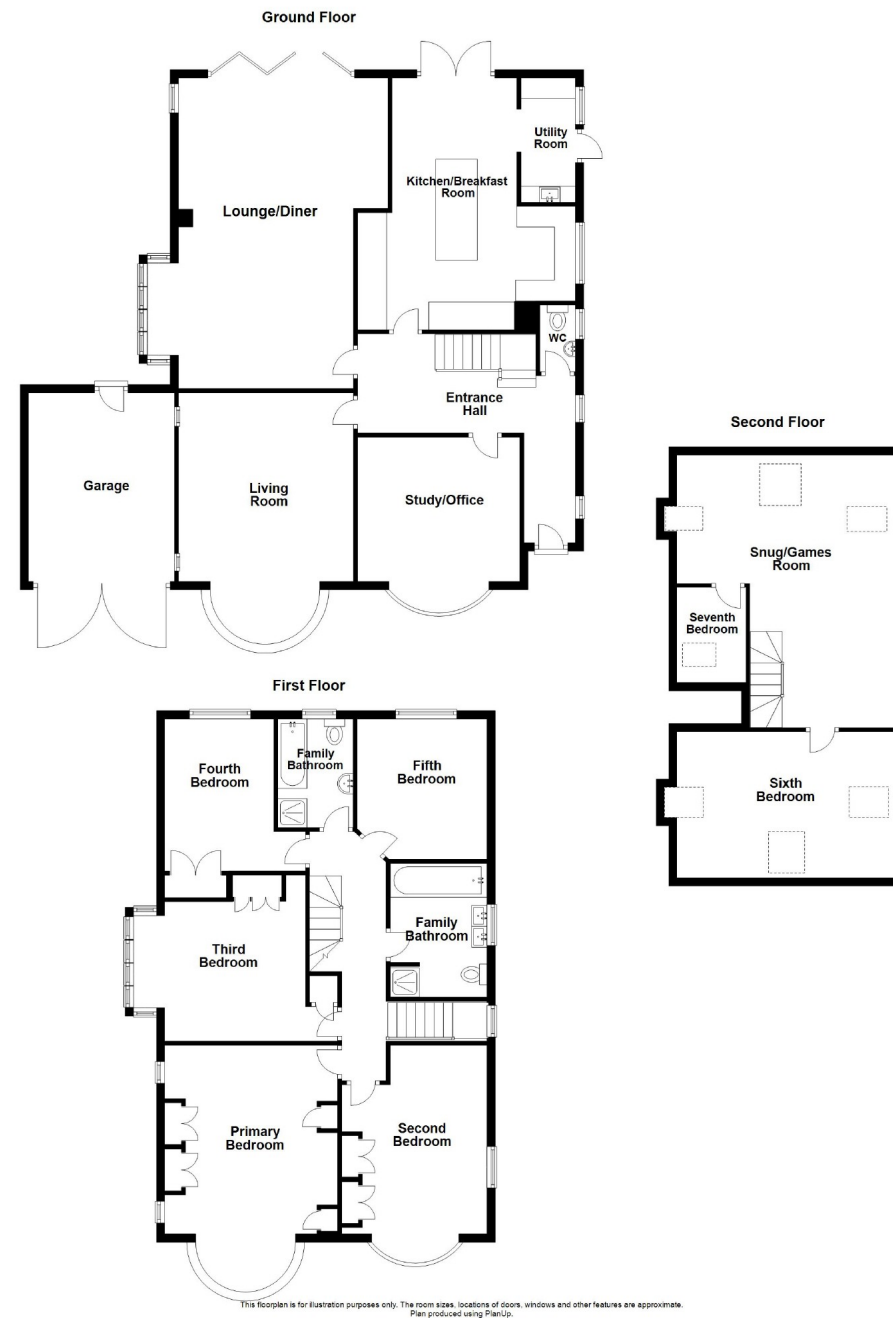 Ground Floor
Utility
Room
Kitchen/Breakfast
Room
Lounge/Diner
WC
Entrance
Hall
Garage
Living
Room
Study/Office
Second Floor
Snug/Games
Room
Seventh
Bedroom
Sixth
Bedroom
First Floor
Fourth
Bedroom
Family
Bathroom
Fifth
Bedroom
Family
Bathroom
Third
Bedroom
Primary
Bedroom
Second
Bedroom
This floorplan is for illustration purposes only. The room sizes, locations of doors, windows and other features are approximate.
Plan produced using PlanUp.